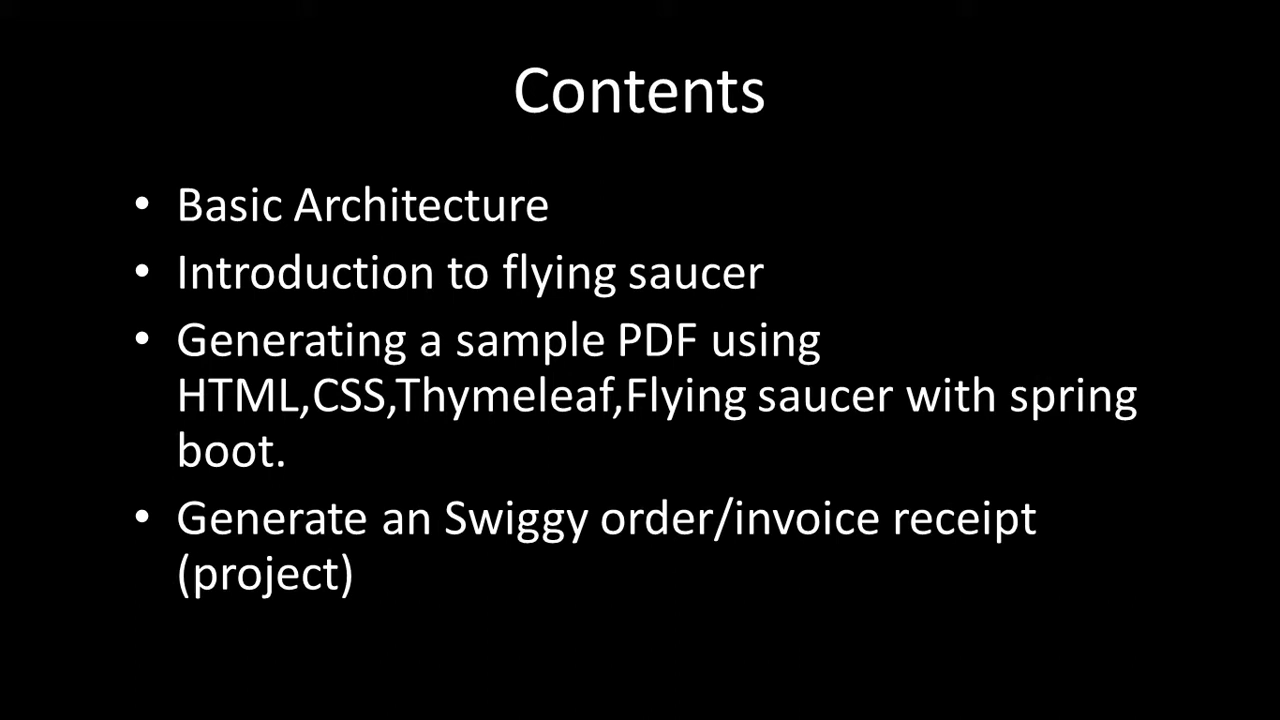 Contents
• Basic Architecture
• Introduction to flying saucer
• Generating a sample PDF using
HTML,CSS,Thymeleaf,Flying saucer with spring
boot.
• Generate an Swiggy order/invoice receipt
(project)